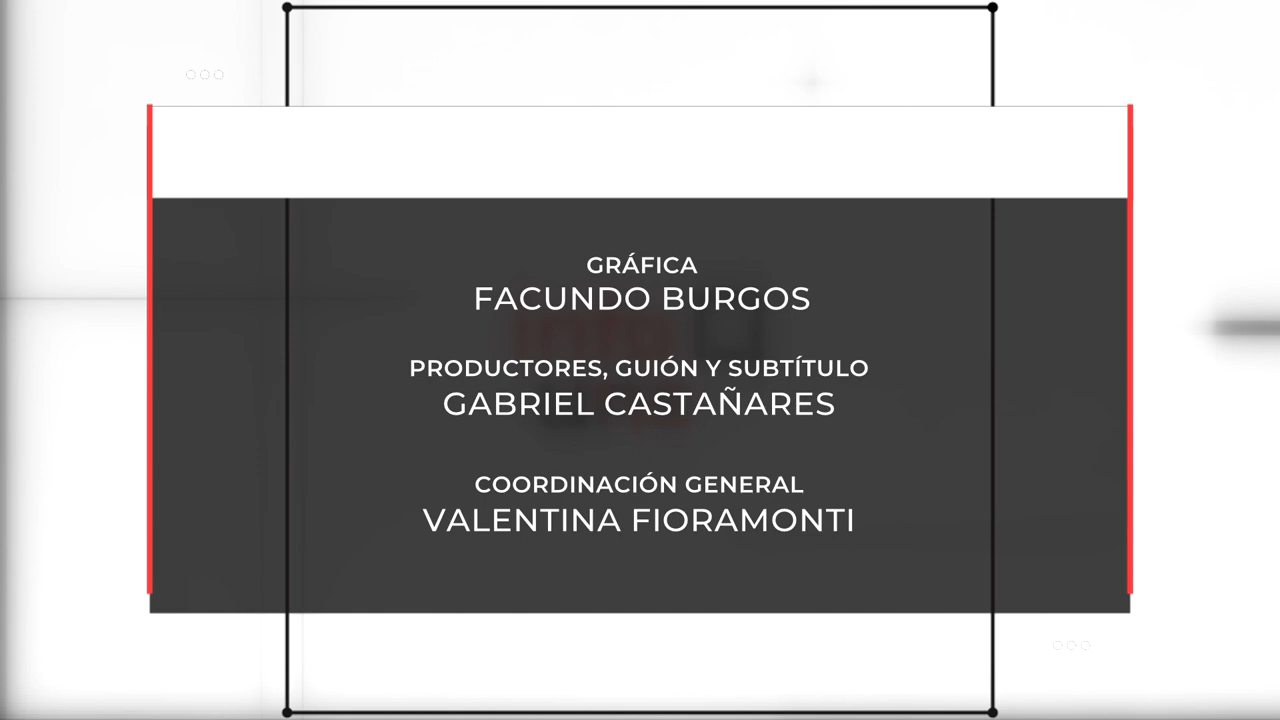 GRÁFICA
FACUNDO BURGOS
PRODUCTORES, GUIÓN Y SUBTÍTULO
GABRIEL CASTAÑARES
COORDINACIÓN GENERAL
VALENTINA FIORAMONTI